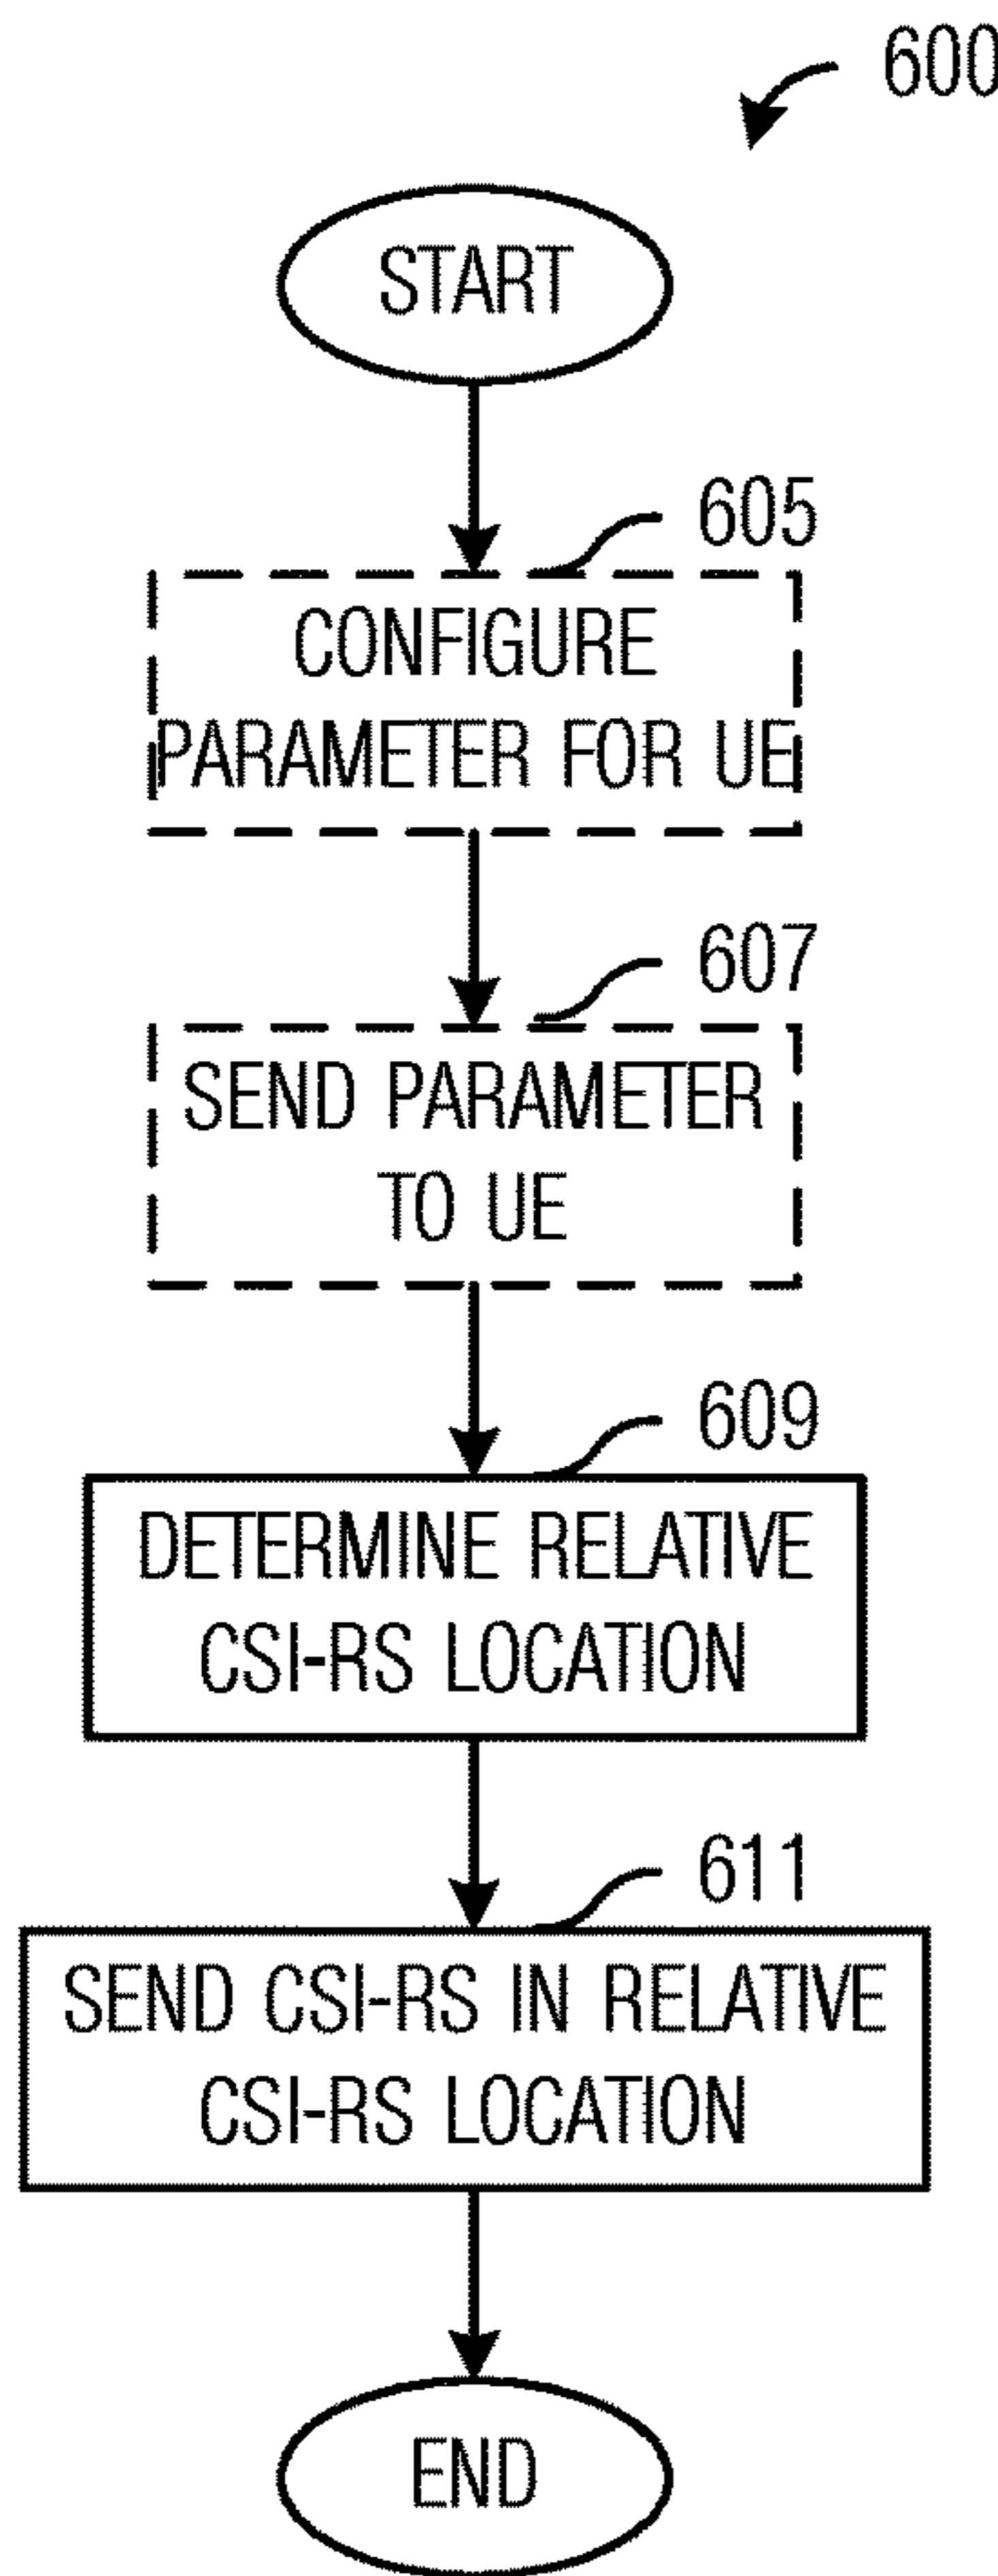 600
START
605
CONFIGURE
PARAMETER FOR UE
607
SEND PARAMETER
TO UE
609
DETERMINE RELATIVE
CSI-RS LOCATION
611
SEND CSI-RS IN RELATIVE
CSI-RS LOCATION
END